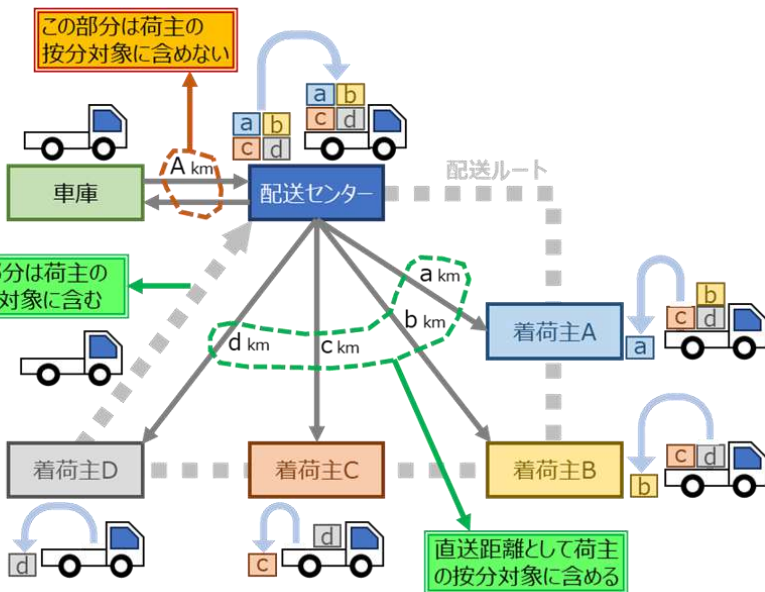 この部分は荷主の
按分対象に含めない
a b
c d
a b
c d
A km
車庫
配送センター
配送ルート
部分は荷主の
対象に含む
a km
b km
c km
d km
着荷主A
b
c d
a
着荷主D
着荷主C
着荷主B
c d
b
d
c
d
直送距離として荷主
の按分対象に含める